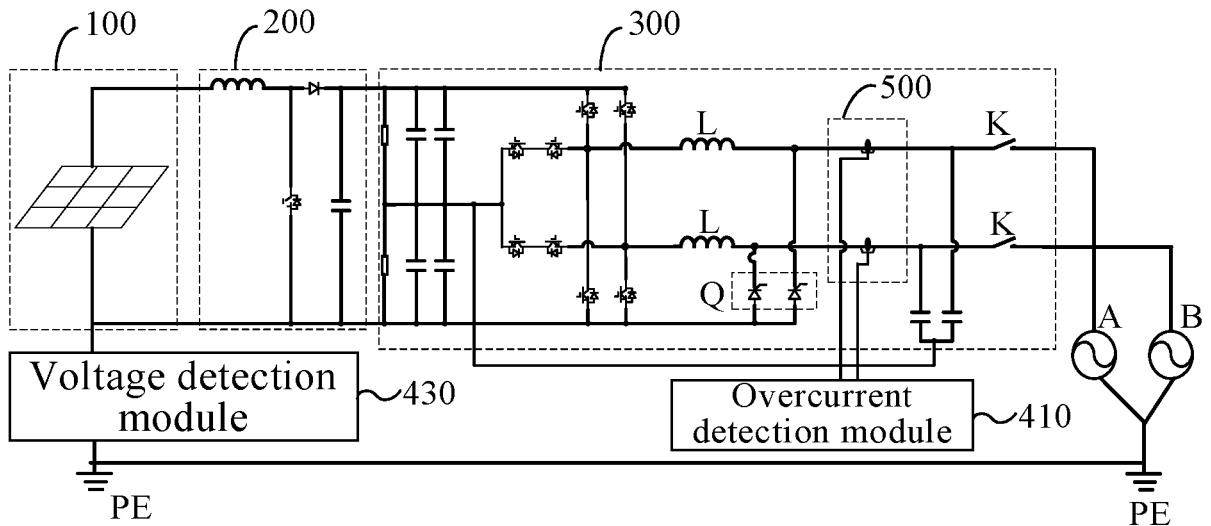 100
200
300
500
L
K
L
K
Q
A
B
Voltage detection
module
430
Overcurrent
detection module
410
PE
PE